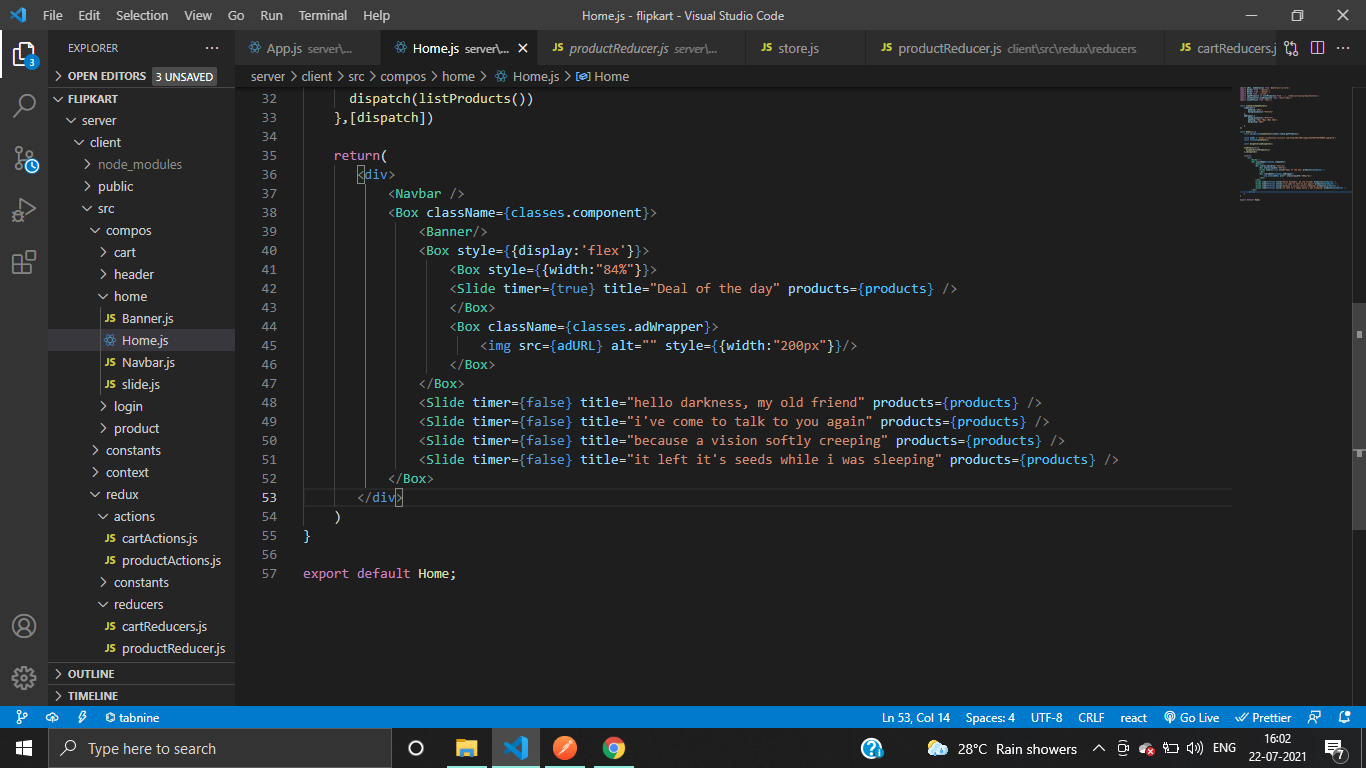 File Edit Selection View Go Run Terminal Help Home.js - flipkart - Visual Studio Code
EXPLORER ···
App.js server\...
Home.js server\...
productReducer.js server\...
store.js
productReducer.js client\src\redux\reducers
cartReducers.j
OPEN EDITORS 3 UNSAVED
server > client > src > compos > home > Home.js > Home
FLIPKART
server
client
node_modules
public
src
compos
cart
header
home
JS Banner.js
Home.js
JS Navbar.js
JS slide.js
login
product
constants
context
redux
actions
JS cartActions.js
JS productActions.js
constants
reducers
JS cartReducers.js
JS productReducer.js
OUTLINE
TIMELINE
32 dispatch(listProducts())
33 },[dispatch])
34
35 return(
36 <div>
37 <Navbar />
38 <Box className={classes.component}>
39 <Banner/>
40 <Box style={{display:'flex'}}>
41 <Box style={{width:"84%"}}>
42 <Slide timer={true} title="Deal of the day" products={products} />
43 </Box>
44 <Box className={classes.adWrapper}>
45 <img src={adURL} alt="" style={{width:"200px"}}/>
46 </Box>
47 </Box>
48 <Slide timer={false} title="hello darkness, my old friend" products={products} />
49 <Slide timer={false} title="i've come to talk to you again" products={products} />
50 <Slide timer={false} title="because a vision softly creeping" products={products} />
51 <Slide timer={false} title="it left it's seeds while i was sleeping" products={products} />
52 </Box>
53 </div>
54 )
55 }
56
57 export default Home;
tabnine Ln 53, Col 14 Spaces: 4 UTF-8 CRLF react Go Live Prettier
Type here to search
28°C Rain showers ENG 16:02
22-07-2021
7